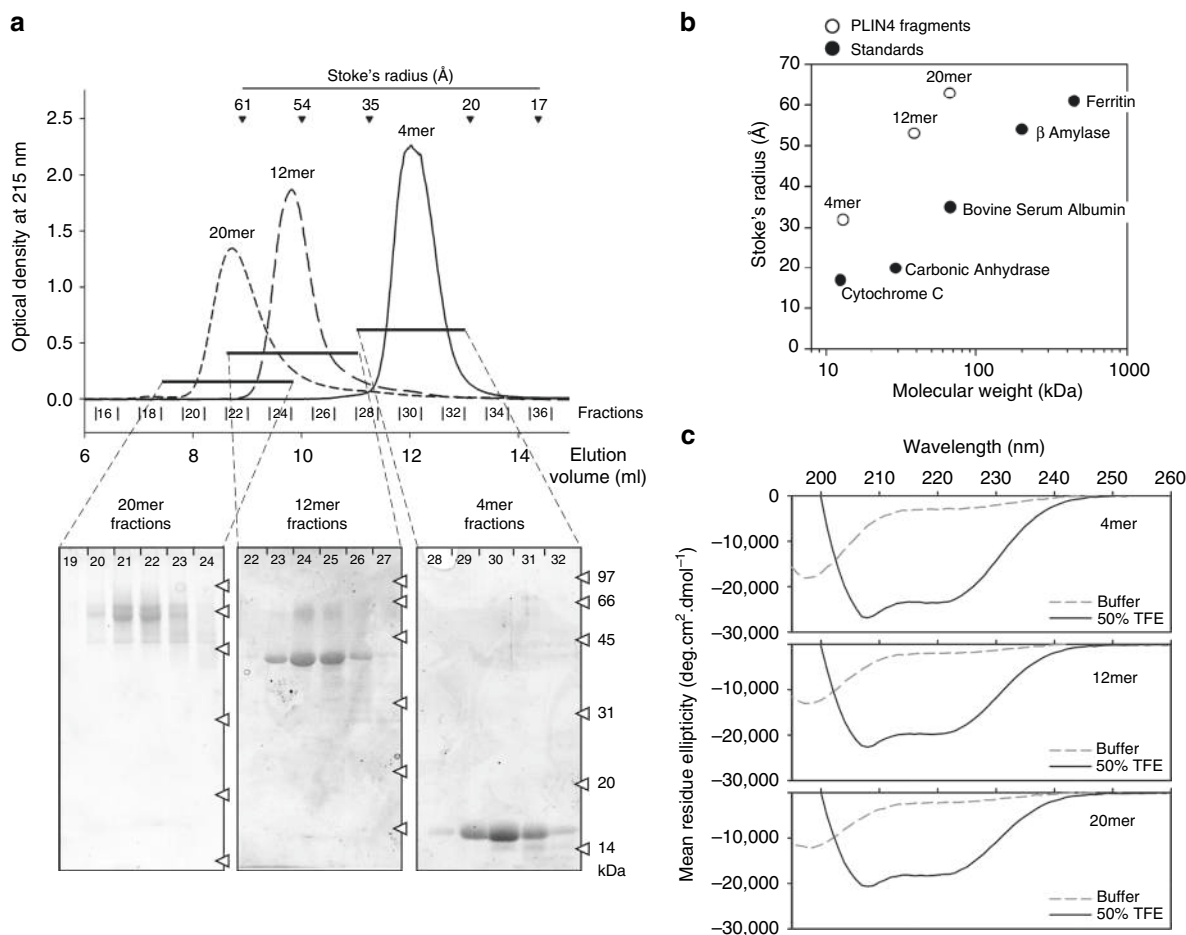 a
Stoke's radius (Å)
61 54 35 20 17
Optical density at 215 nm
2.5
2.0
1.5
1.0
0.5
0.0
4mer
12mer
20mer
16 18 20 22 24 26 28 30 32 34 36 Fractions
6 8 10 12 14 Elution
volume (ml)
20mer
fractions
12mer
fractions
4mer
fractions
19 20 21 22 23 24
22 23 24 25 26 27
28 29 30 31 32
97
66
45
31
20
14
kDa
b
PLIN4 fragments
Standards
Stoke's radius (Å)
70
60
50
40
30
20
10
0
20mer
12mer
4mer
Ferritin
β Amylase
Bovine Serum Albumin
Carbonic Anhydrase
Cytochrome C
10 100 1000
Molecular weight (kDa)
c
Wavelength (nm)
200 210 220 230 240 250 260
Mean residue ellipticity (deg.cm².dmol⁻¹)
0
–10,000
–20,000
–30,000
4mer
Buffer
50% TFE
–10,000
–20,000
–30,000
12mer
Buffer
50% TFE
–10,000
–20,000
–30,000
20mer
Buffer
50% TFE